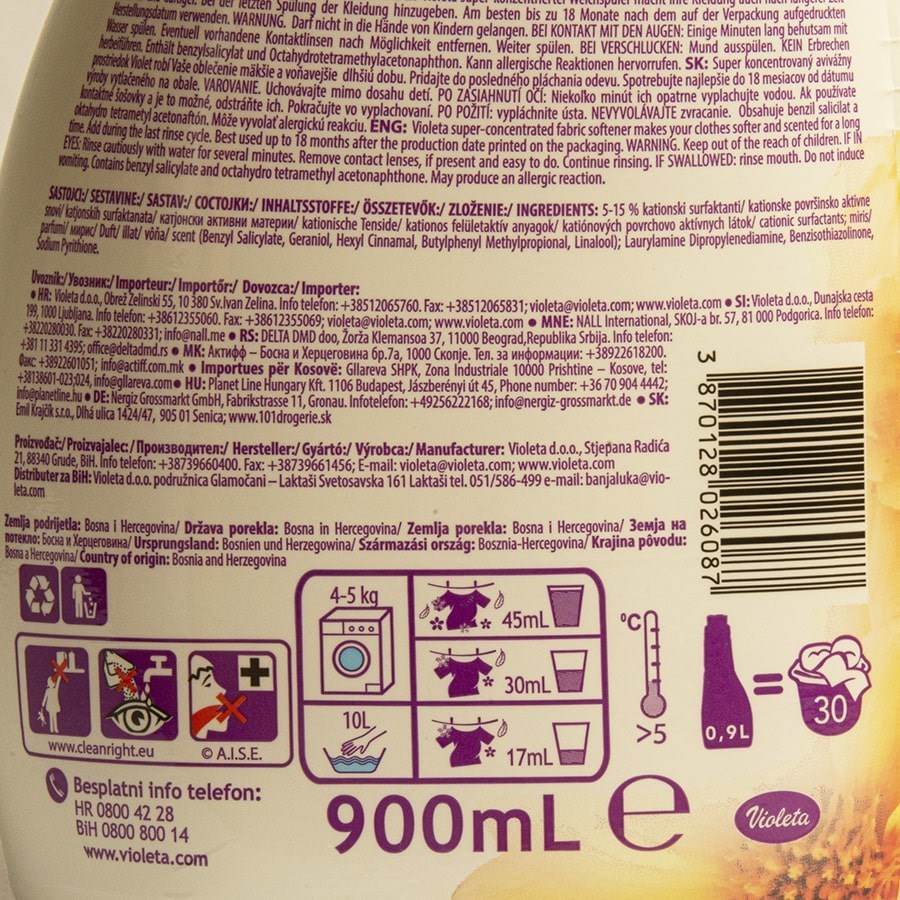 letzten Spülung der Kleidung hinzugeben. Am besten bis zu 18 Monate nach dem auf der Verpackung aufgedruckten
Herstellungsdatum verwenden. WARNUNG. Darf nicht in die Hände von Kindern gelangen. BEI KONTAKT MIT DEN AUGEN: Einige Minuten lang behutsam mit
Wasser spülen. Eventuell vorhandene Kontaktlinsen nach Möglichkeit entfernen. Weiter spülen. BEI VERSCHLUCKEN: Mund ausspülen. KEIN Erbrechen
herbeiführen. Enthält benzylsalicylat und Octahydrotetramethylacetonaphthon. Kann allergische Reaktionen hervorrufen. SK: Super koncentrovaný avivážny
prostriedok Violet robí Vaše oblečenie mäkšie a voňavejšie dlhšiú dobu. Pridajte do posledného pláchania odevu. Spotrebujte najlepšie do 18 mesiacov od dátumu
výroby vytlačeného na obale. VAROVANIE. Uchovávajte mimo dosahu detí. PO ZASIAHNUTÍ OČÍ: Niekoľko minút ich opatrne vyplachujte vodou. Ak používate
kontaktné šošovky a je to možné, odstráňte ich. Pokračujte vo vyplachovaní. PO POŽITÍ: vypláchnite ústa. NEVYVOLÁVAJTE zvracanie. Obsahuje benzil salicilat a
oktahydro tetrametyl acetonaftón. Môže vyvolať alergickú reakciu. ENG: Violeta super-concentrated fabric softener makes your clothes softer and scented for a long
time. Add during the last rinse cycle. Best used up to 18 months after the production date printed on the packaging. WARNING. Keep out of the reach of children. IF IN
EYES: Rinse cautiously with water for several minutes. Remove contact lenses, if present and easy to do. Continue rinsing. IF SWALLOWED: rinse mouth. Do not induce
vomiting. Contains benzyl salicylate and octahydro tetramethyl acetonaphthone. May produce an allergic reaction.
SASTOJCI:/ SESTAVINE:/ SASTAV:/ СОСТОЈКИ:/ INHALTSSTOFFE:/ ÖSSZETEVŐK:/ ZLOŽENIE:/ INGREDIENTS: 5-15 % kationski surfaktanti/ kationske površinsko aktivne
snovi/ katjonskih surfaktanata/ катјонски активни материи/ kationische Tenside/ kationos felületaktív anyagok/ katiónových povrchovo aktívnych látok/ cationic surfactants; miris/
parfum/ мирис/ Duft/ illat/ vôňa/ scent (Benzyl Salicylate, Geraniol, Hexyl Cinnamal, Butylphenyl Methylpropional, Linalool); Laurylamine Dipropylenediamine, Benzisothiazolinone,
Sodium Pyrithione.
Uvoznik:/ Увозник:/ Importeur:/ Importőr:/ Dovozca:/ Importer:
● HR: Violeta d.o.o., Obrež Zelinski 55, 10 380 Sv.Ivan Zelina. Info telefon: +38512065760. Fax: +38512065831; violeta@violeta.com; www.violeta.com ● SI: Violeta d.o.o., Dunajska cesta
199, 1000 Ljubljana. Info telefon: +38612355060. Fax: +38612355069; violeta@violeta.com; www.violeta.com ● MNE: NALL International, SKOJ-a br. 57, 81 000 Podgorica. Info telefon:
+38220280030. Fax: +38220280331; info@nall.me ● RS: DELTA DMD doo, Žorža Klemansoa 37, 11000 Beograd, Republika Srbija. Info telefon:
+381 11 331 4395; office@deltadmd.rs ● MK: Актифф – Босна и Херцеговина бр.7а, 1000 Скопје. Тел. за информации: +38922618200.
Факс: +38922601051; info@actiff.com.mk ● Importues për Kosovë: Gllareva SHPK, Zona Industriale 10000 Prishtine – Kosove, tel:
+38138601-023;024, info@gllareva.com ● HU: Planet Line Hungary Kft. 1106 Budapest, Jászberényi út 45, Phone number: +36 70 904 4442;
info@planetline.hu ● DE: Nergiz Grossmarkt GmbH, Fabrikstrasse 11, Gronau. Infotelefon: +49256222168; info@nergiz-grossmarkt.de ● SK:
Emil Krajčík s.r.o., Dlhá ulica 1424/47, 905 01 Senica; www.101drogerie.sk
Proizvođač:/ Proizvajalec:/ Производител:/ Hersteller:/ Gyártó:/ Výrobca:/ Manufacturer: Violeta d.o.o., Stjepana Radića
21, 88340 Grude, BiH. Info telefon: +38739660400. Fax: +38739661456; E-mail: violeta@violeta.com; www.violeta.com
Distributer za BiH: Violeta d.o.o. podružnica Glamočani – Laktaši Svetosavska 161 Laktaši tel. 051/586-499 e-mail: banjaluka@vio-
leta.com
Zemlja podrijetla: Bosna i Hercegovina/ Država porekla: Bosna in Hercegovina/ Zemlja porekla: Bosna i Hercegovina/ Земја на
потекло: Босна и Херцеговина/ Ursprungsland: Bosnien und Herzegowina/ Származási ország: Bosznia-Hercegovina/ Krajina pôvodu:
Bosna a Hercegovina/ Country of origin: Bosnia and Herzegovina
3 870128 026087
4-5 kg
45mL
30mL
10L
17mL
°C
>5
0,9L
=
30
www.cleanright.eu
© A.I.S.E.
Besplatni info telefon:
HR 0800 42 28
BiH 0800 800 14
www.violeta.com
900mL ℮
Violeta